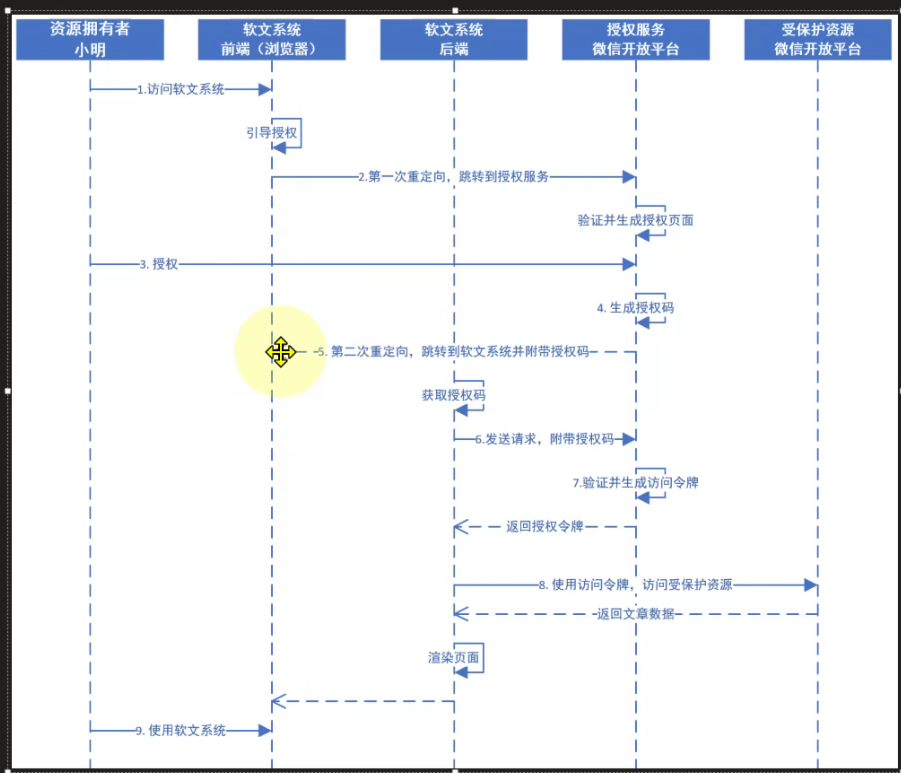 资源拥有者
小明
软文系统
前端（浏览器）
软文系统
后端
授权服务
微信开放平台
受保护资源
微信开放平台
1.访问软文系统
引导授权
2.第一次重定向，跳转到授权服务
验证并生成授权页面
3. 授权
4. 生成授权码
5. 第二次重定向，跳转到软文系统并附带授权码
获取授权码
6.发送请求，附带授权码
7.验证并生成访问令牌
返回授权令牌
8. 使用访问令牌，访问受保护资源
返回文章数据
渲染页面
9. 使用软文系统